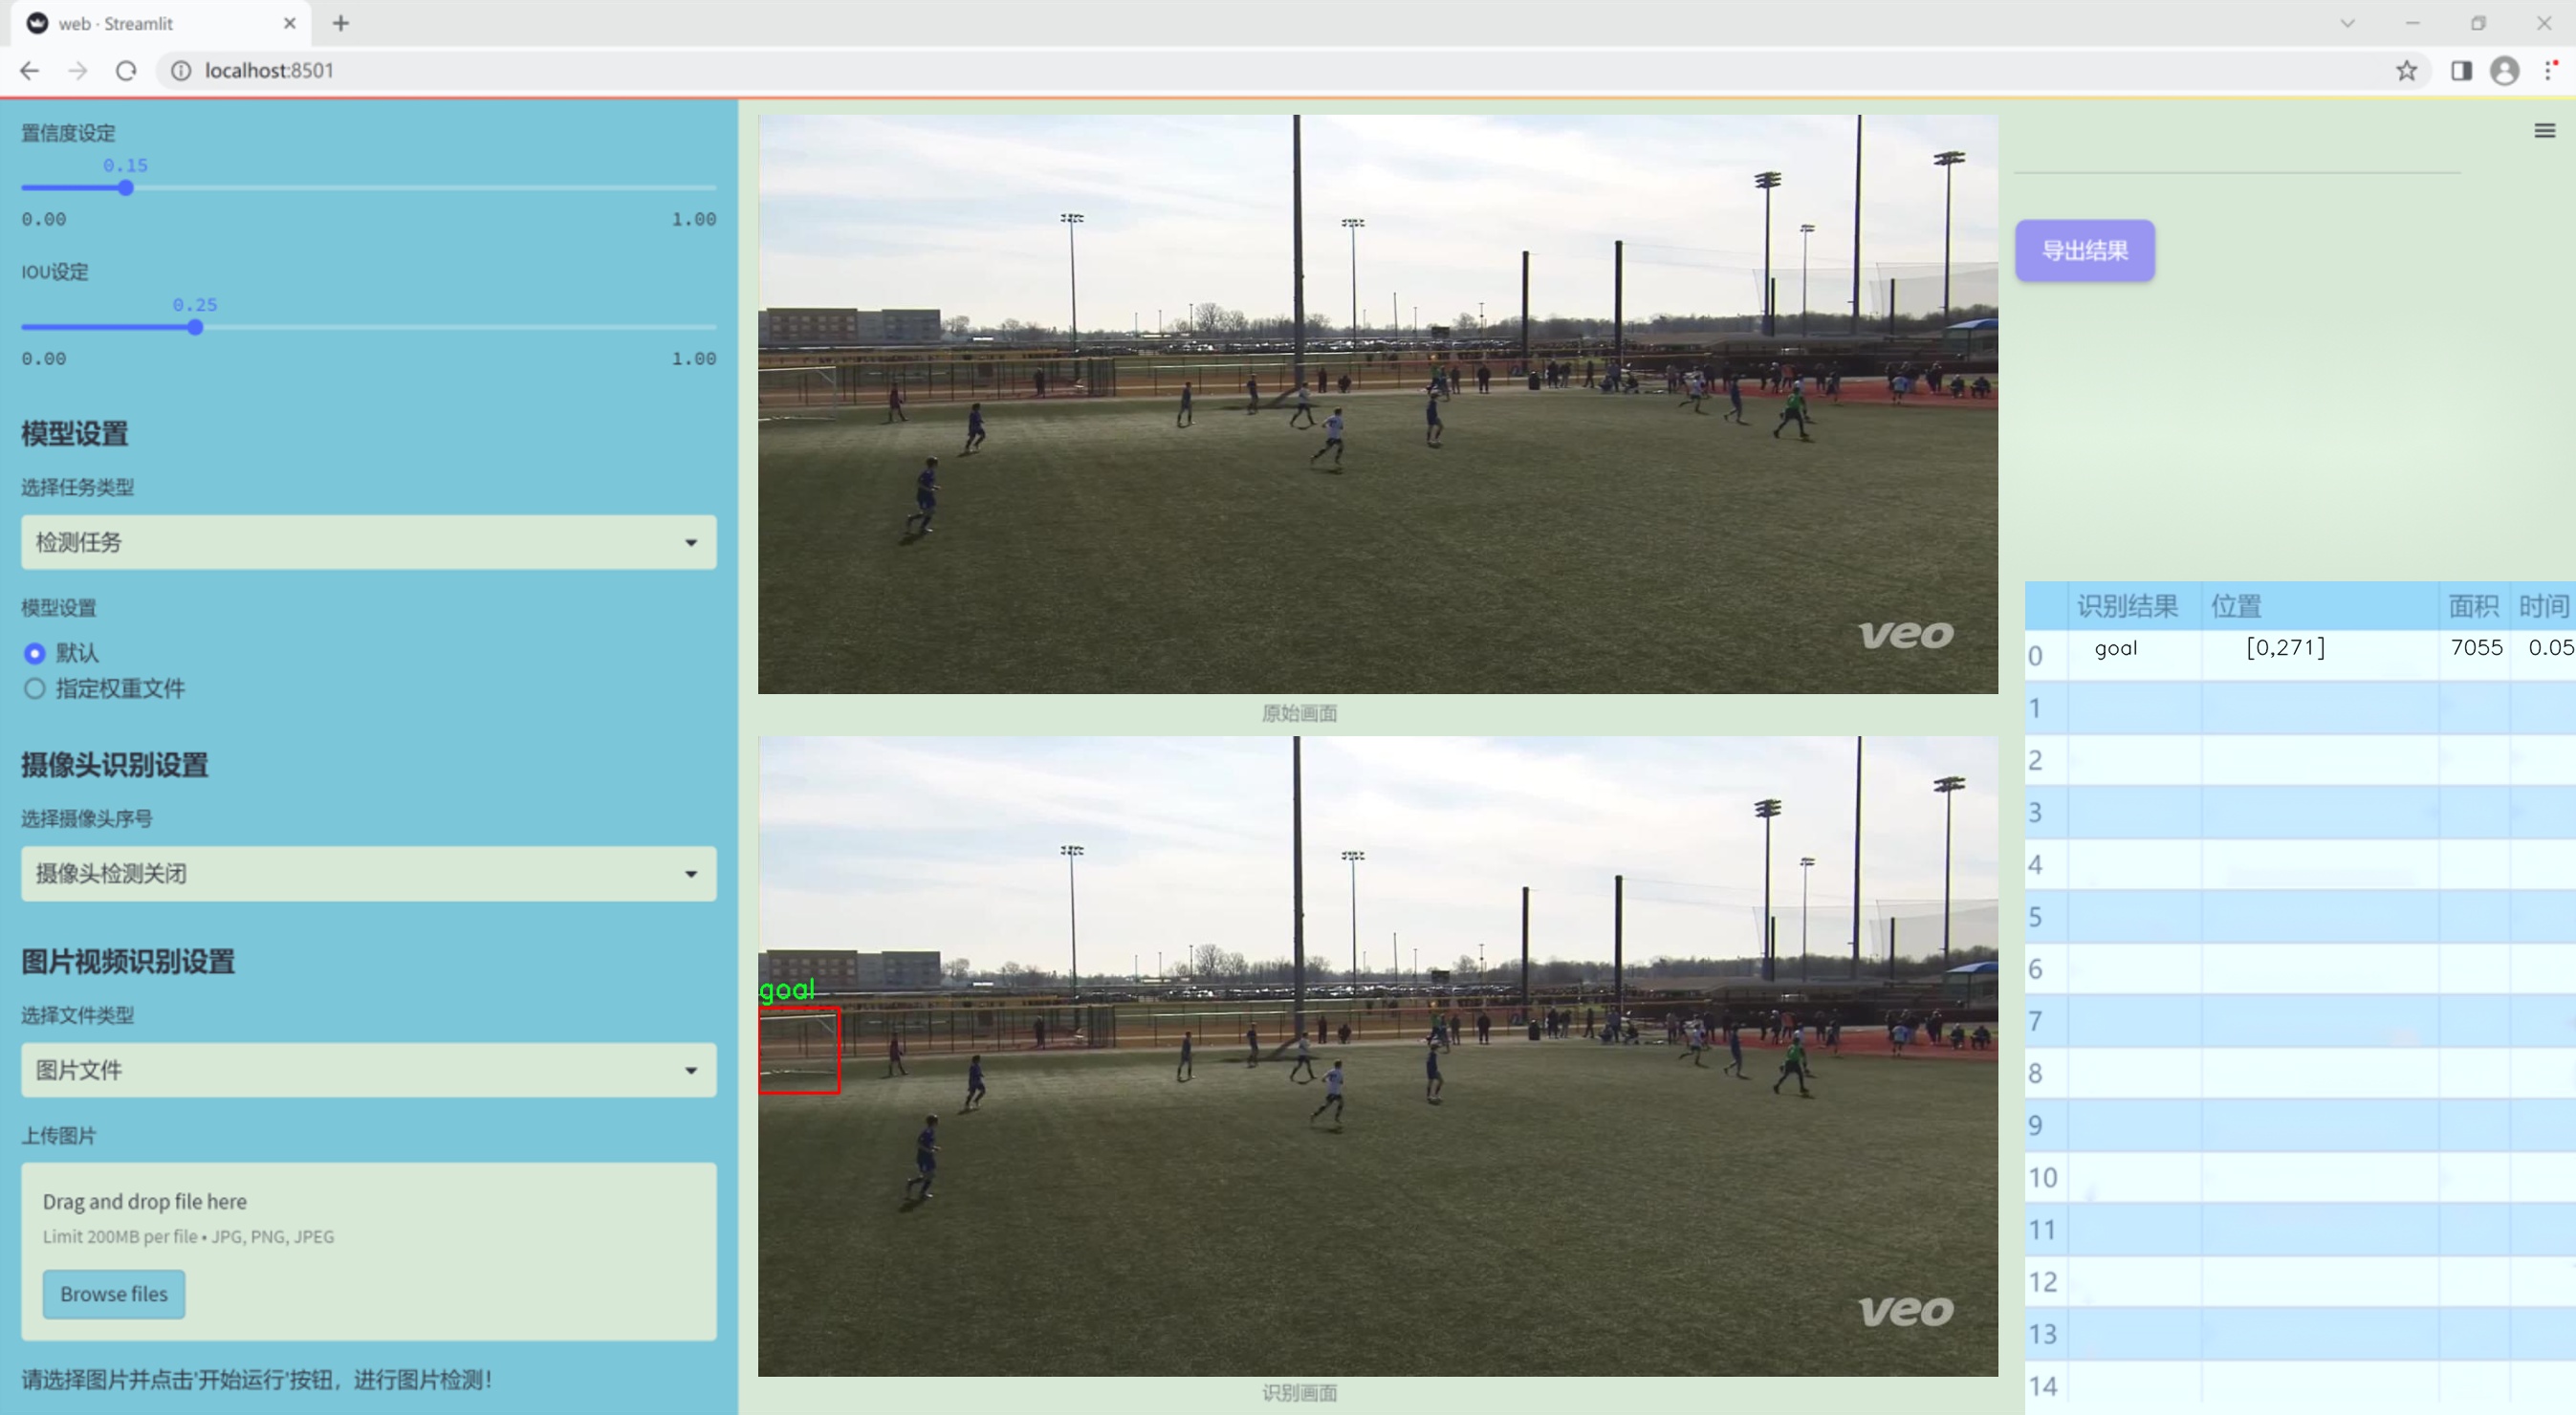 web · Streamlit
localhost:8501
置信度设定
0.15
0.00 1.00
IOU设定
0.25
0.00 1.00
模型设置
选择任务类型
检测任务
模型设置
默认
指定权重文件
摄像头识别设置
选择摄像头序号
摄像头检测关闭
图片视频识别设置
选择文件类型
图片文件
上传图片
Drag and drop file here
Limit 200MB per file • JPG, PNG, JPEG
Browse files
请选择图片并点击'开始运行'按钮，进行图片检测！
veo
原始画面
goal
veo
识别画面
导出结果
识别结果 位置 面积 时间
0 goal [0,271] 7055 0.05
1
2
3
4
5
6
7
8
9
10
11
12
13
14